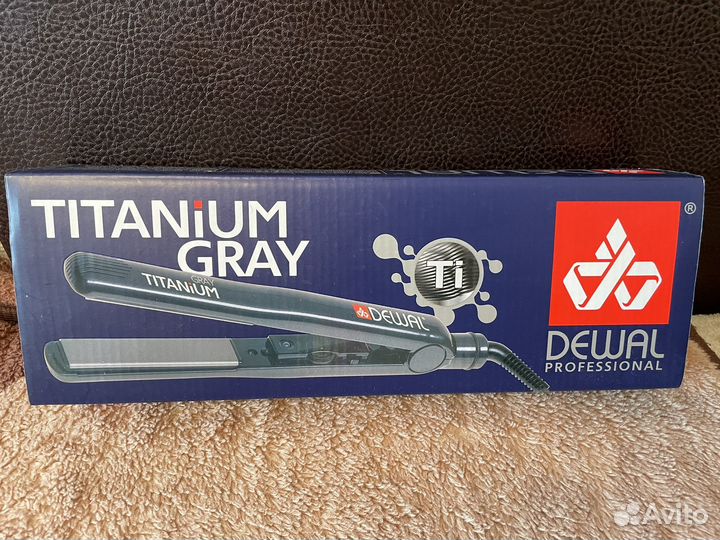 TITANiUM
GRAY
GRAY
TITANiUM
DEWAL
Ti
®
DEWAL
PROFESSIONAL
Avito